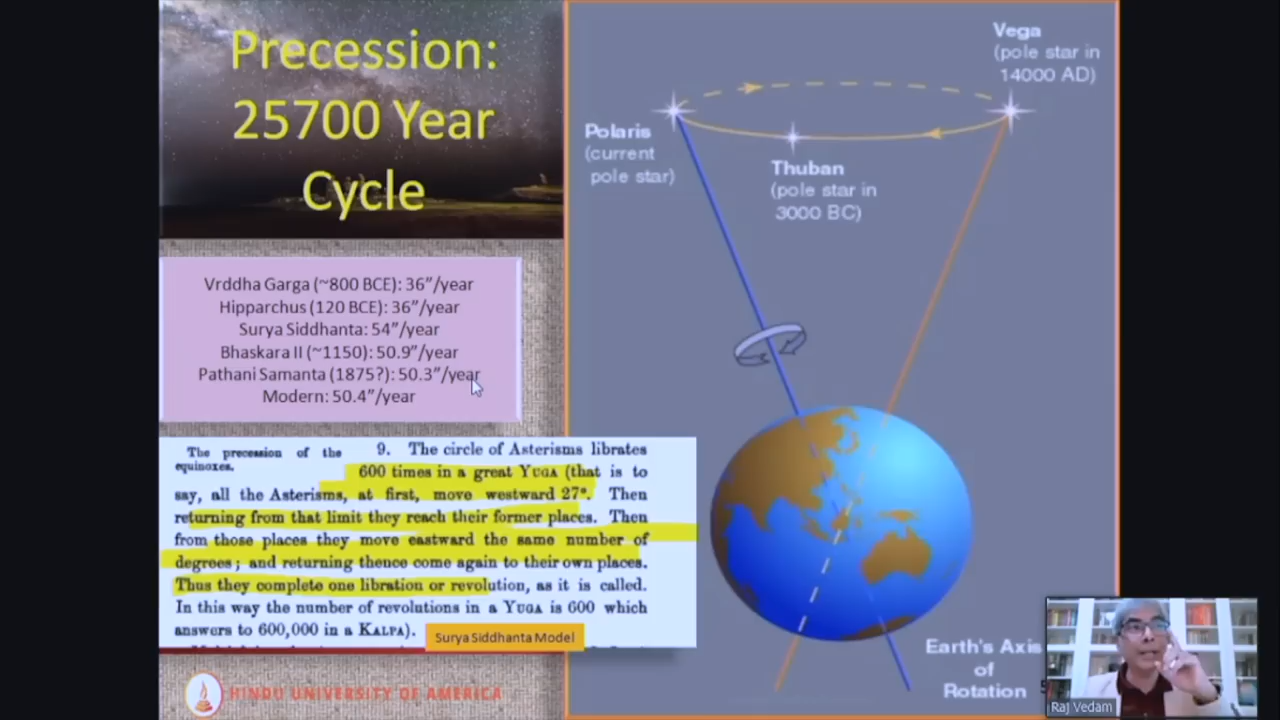 Precession:
25700 Year
Cycle
Vrddha Garga (~800 BCE): 36"/year
Hipparchus (120 BCE): 36"/year
Surya Siddhanta: 54"/year
Bhaskara II (~1150): 50.9"/year
Pathani Samanta (1875?): 50.3"/year
Modern: 50.4"/year
The precession of the
equinoxes.
9. The circle of Asterisms librates
600 times in a great YUGA (that is to
say, all the Asterisms, at first, move westward 27°. Then
returning from that limit they reach their former places. Then
from those places they move eastward the same number of
degrees; and returning thence come again to their own places.
Thus they complete one libration or revolution, as it is called.
In this way the number of revolutions in a YUGA is 600 which
answers to 600,000 in a KALPA).
Surya Siddhanta Model
HINDU UNIVERSITY OF AMERICA
Vega
(pole star in
14000 AD)
Polaris
(current
pole star)
Thuban
(pole star in
3000 BC)
Earth's Axis
of
Rotation
Raj Vedam